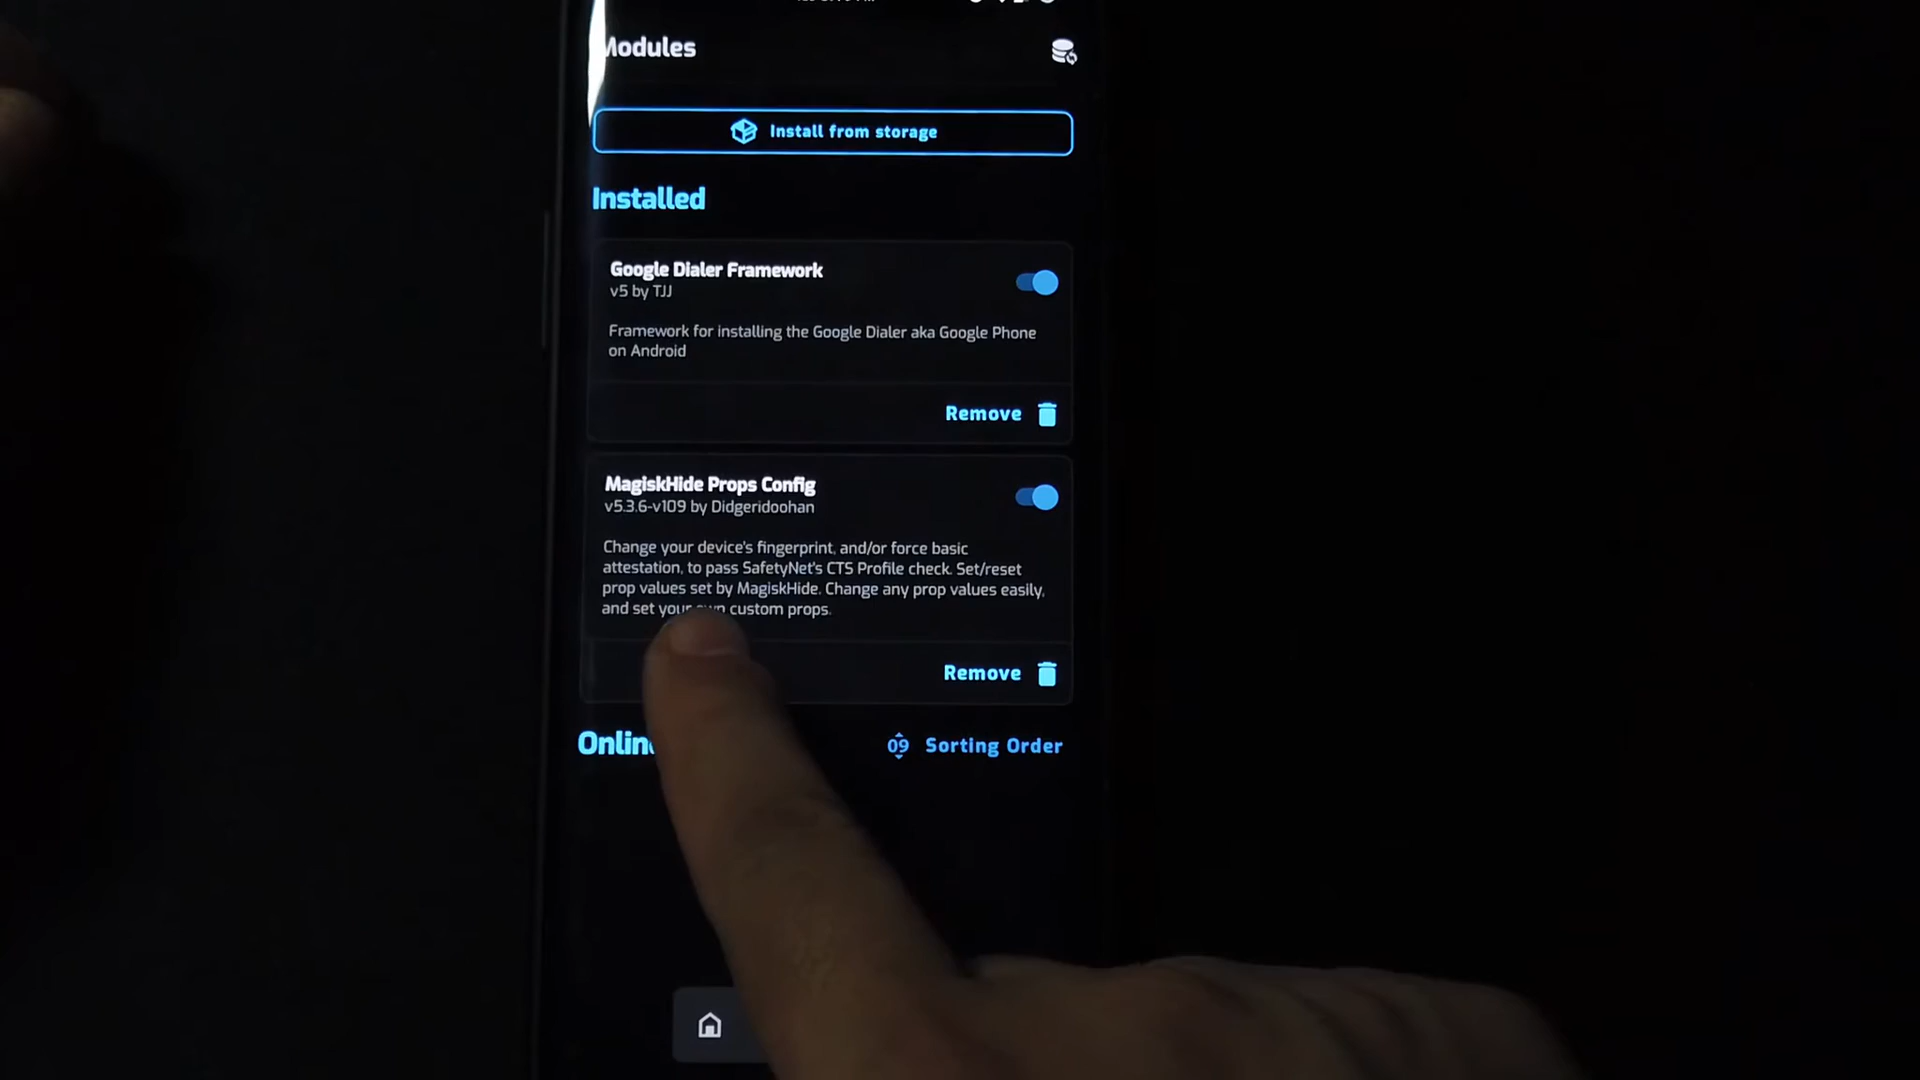 Modules
Install from storage
Installed
Google Dialer Framework
v5 by TJJ
Framework for installing the Google Dialer aka Google Phone
on Android
Remove
MagiskHide Props Config
v5.3.6-v109 by Didgeridoohan
Change your device's fingerprint, and/or force basic
attestation, to pass SafetyNet's CTS Profile check. Set/reset
prop values set by MagiskHide. Change any prop values easily,
and set your own custom props.
Remove
Onlin
09 Sorting Order